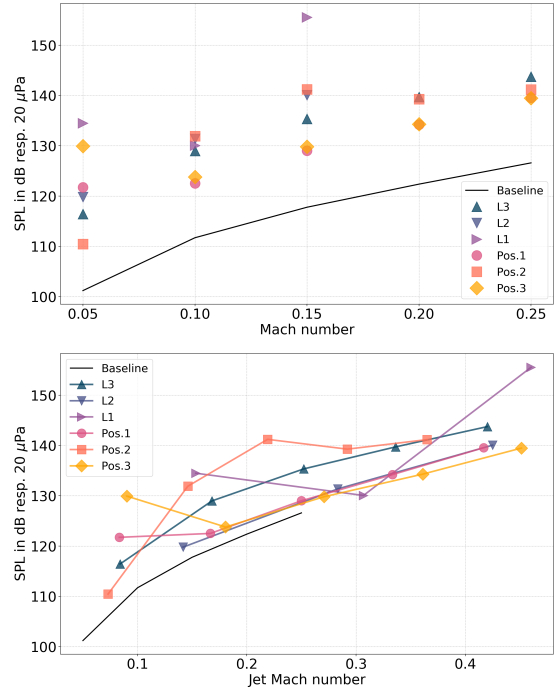 150
140
130
120
110
100
SPL in dB resp. 20 μPa
0.05
0.10
0.15
0.20
0.25
Mach number
Baseline
L3
L2
L1
Pos.1
Pos.2
Pos.3
150
140
130
120
110
100
SPL in dB resp. 20 μPa
Baseline
L3
L2
L1
Pos.1
Pos.2
Pos.3
0.1
0.2
0.3
0.4
Jet Mach number